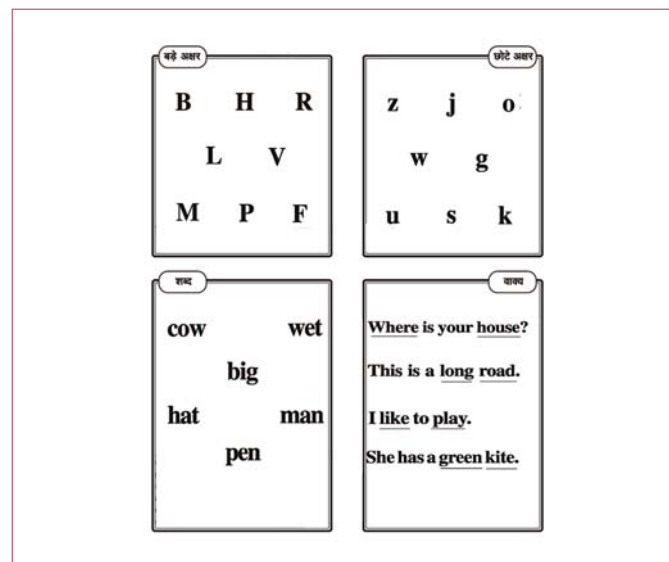 बड़े अक्षर
B H R
L V
M P F
छोटे अक्षर
z j o
w g
u s k
शब्द
cow wet
big
hat man
pen
वाक्य
Where is your house?
This is a long road.
I like to play.
She has a green kite.